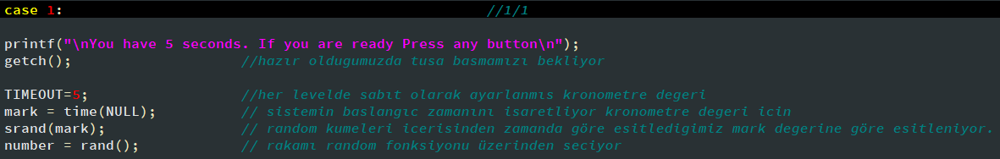 case 1: //1/1
printf("\nYou have 5 seconds. If you are ready Press any button\n");
getch(); //hazır oldugumuzda tusa basmamızı bekliyor
TIMEOUT=5; //her levelde sabıt olarak ayarlanmıs kronometre degeri
mark = time(NULL); // sistemin baslangıc zamanını isaretliyor kronometre degeri icin
srand(mark); // random kumeleri icerisinden zamanda göre esitledigimiz mark degerine göre esitleniyor.
number = rand(); // rakamı random fonksiyonu üzerinden seciyor